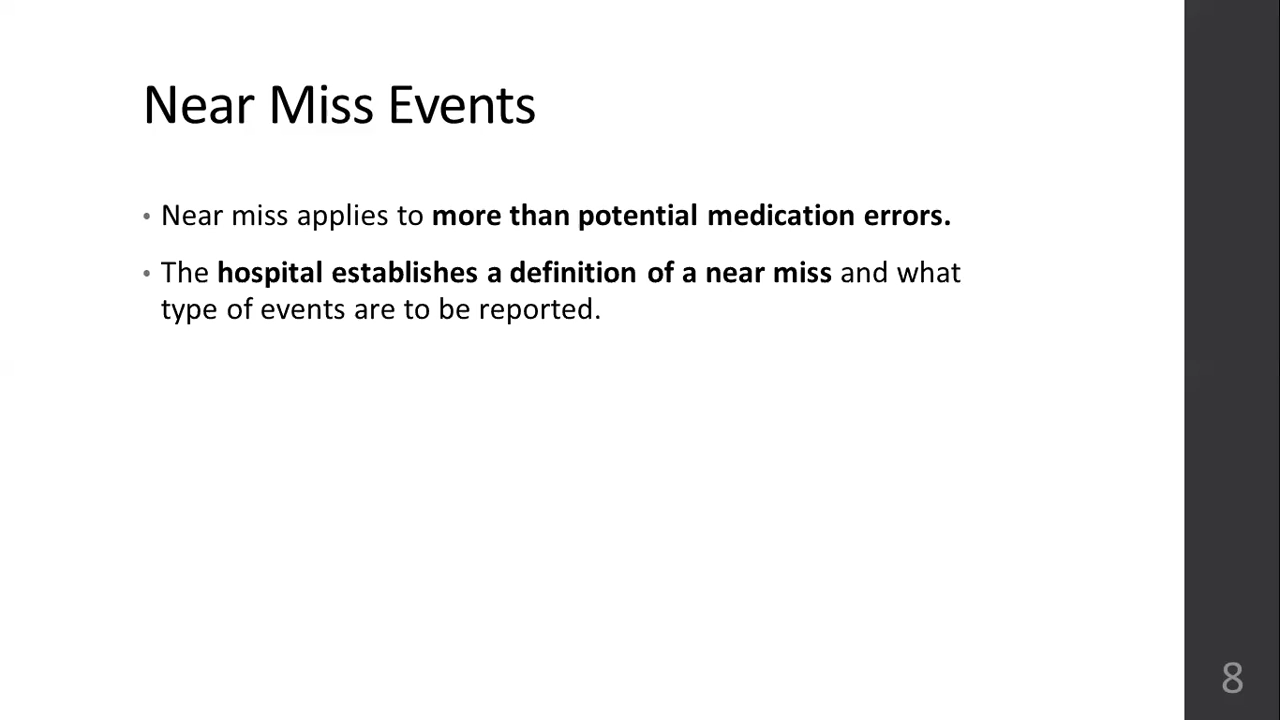 Near Miss Events
• Near miss applies to more than potential medication errors.
• The hospital establishes a definition of a near miss and what
type of events are to be reported.
8